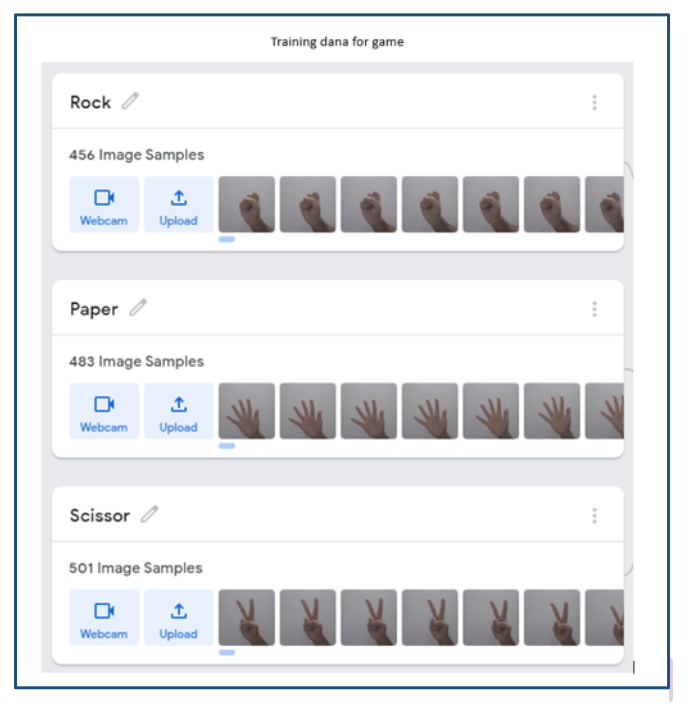 Training dana for game
Rock
456 Image Samples
Webcam Upload
Paper
483 Image Samples
Webcam Upload
Scissor
501 Image Samples
Webcam Upload